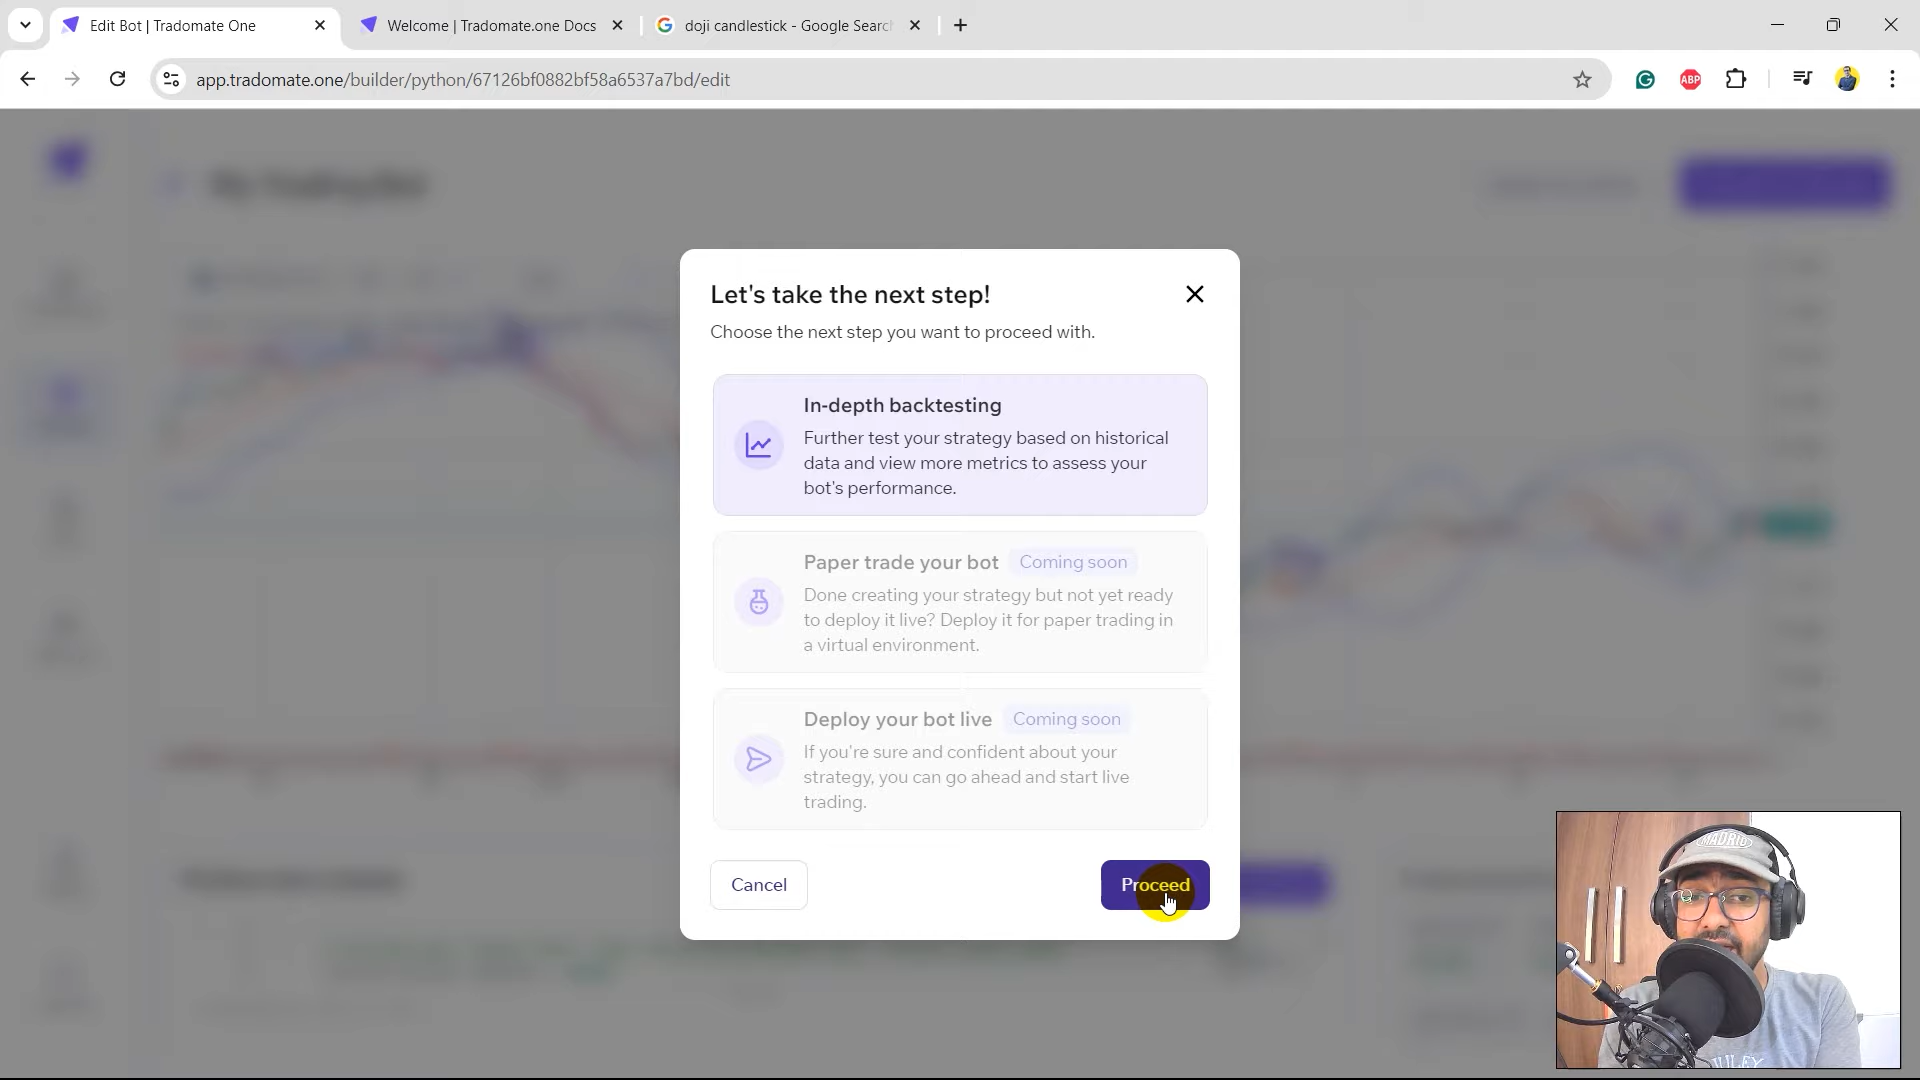 Edit Bot | Tradomate One
Welcome | Tradomate.one Docs
doji candlestick - Google Search
app.tradomate.one/builder/python/67126bf0882bf58a6537a7bd/edit
ABP
Let's take the next step!
Choose the next step you want to proceed with.
In-depth backtesting
Further test your strategy based on historical
data and view more metrics to assess your
bot's performance.
Paper trade your bot Coming soon
Done creating your strategy but not yet ready
to deploy it live? Deploy it for paper trading in
a virtual environment.
Deploy your bot live Coming soon
If you're sure and confident about your
strategy, you can go ahead and start live
trading.
Cancel
Proceed
MADRID